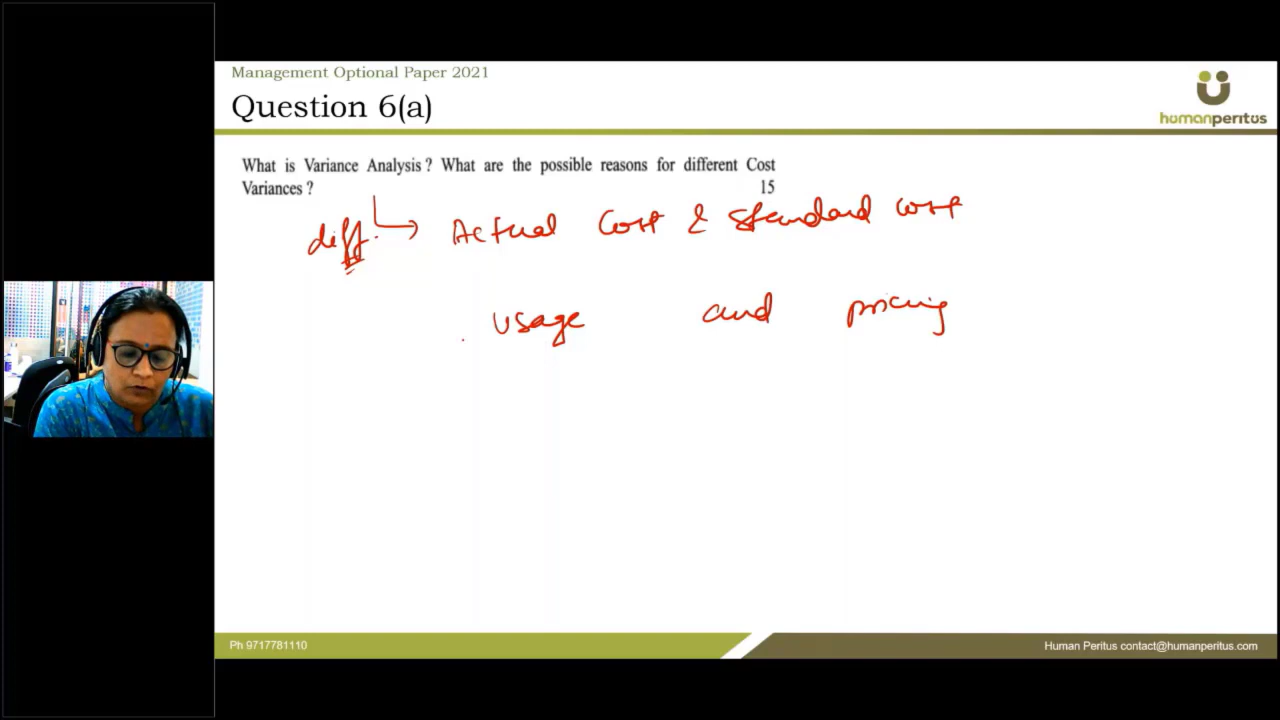 Management Optional Paper 2021
Question 6(a)
humanperitus
What is Variance Analysis ? What are the possible reasons for different Cost
Variances ? 15
diff. Actual Cost & Standard cost
usage and pricing
Ph 9717781110
Human Peritus contact@humanperitus.com